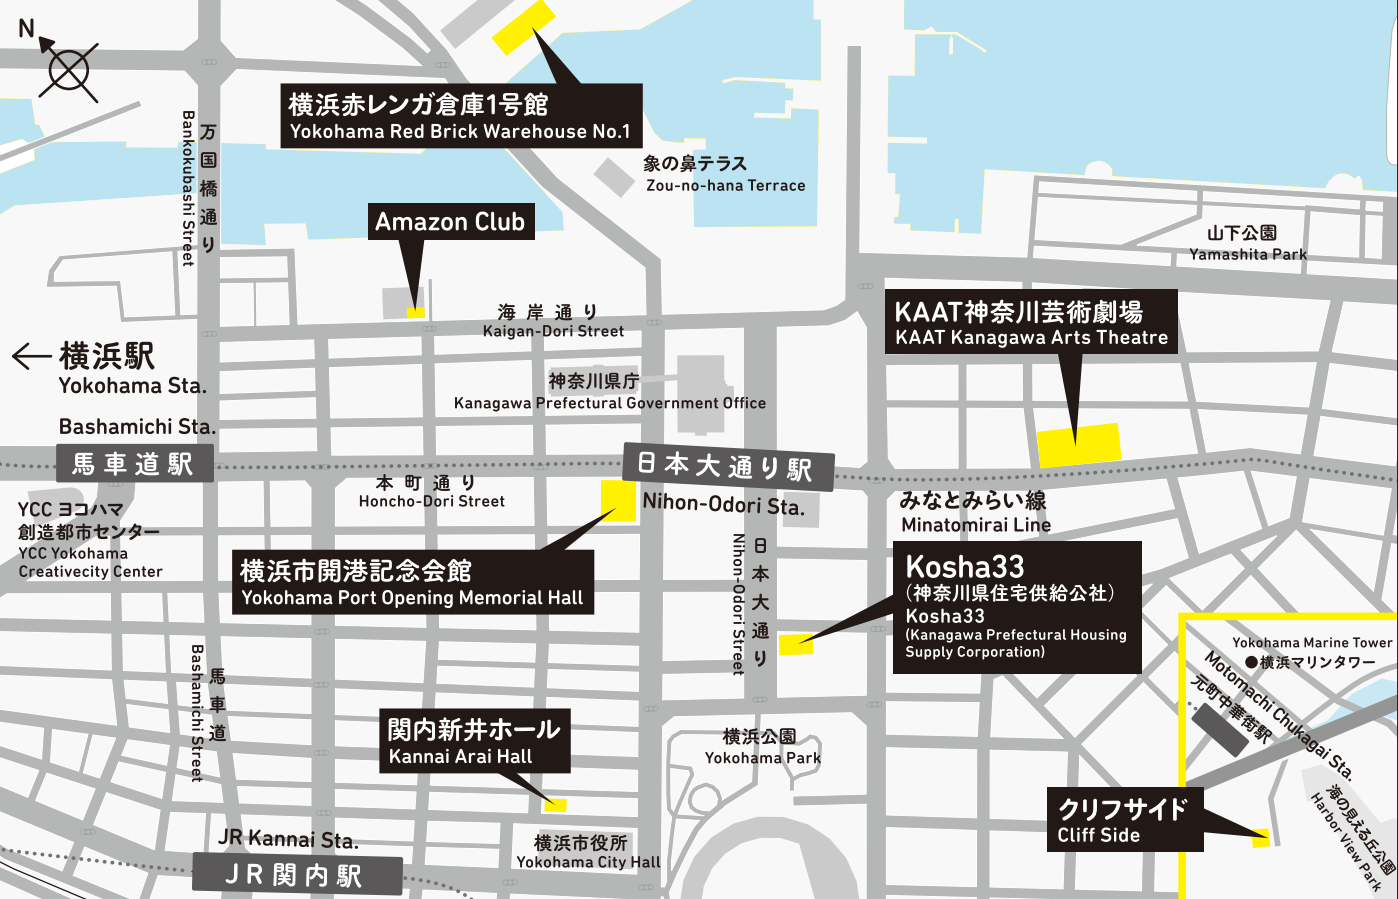 N
横浜赤レンガ倉庫1号館
Yokohama Red Brick Warehouse No.1
万国橋通り
Bankokubashi Street
象の鼻テラス
Zou-no-hana Terrace
Amazon Club
山下公園
Yamashita Park
海岸通り
Kaigan-Dori Street
KAAT神奈川芸術劇場
KAAT Kanagawa Arts Theatre
横浜駅
Yokohama Sta.
神奈川県庁
Kanagawa Prefectural Government Office
Bashamichi Sta.
馬車道駅
日本大通り駅
Nihon-Odori Sta.
本町通り
Honcho-Dori Street
みなとみらい線
Minatomirai Line
YCC ヨコハマ
創造都市センター
YCC Yokohama
Creativecity Center
横浜市開港記念会館
Yokohama Port Opening Memorial Hall
日本大通り
Nihon-Odori Street
Kosha33
(神奈川県住宅供給公社)
Kosha33
(Kanagawa Prefectural Housing
Supply Corporation)
馬車道
Bashamichi Street
Yokohama Marine Tower
●横浜マリンタワー
Motomachi Chukagai Sta.
元町中華街駅
関内新井ホール
Kannai Arai Hall
横浜公園
Yokohama Park
クリフサイド
Cliff Side
海の見える丘公園
Harbor View Park
JR Kannai Sta.
JR関内駅
横浜市役所
Yokohama City Hall